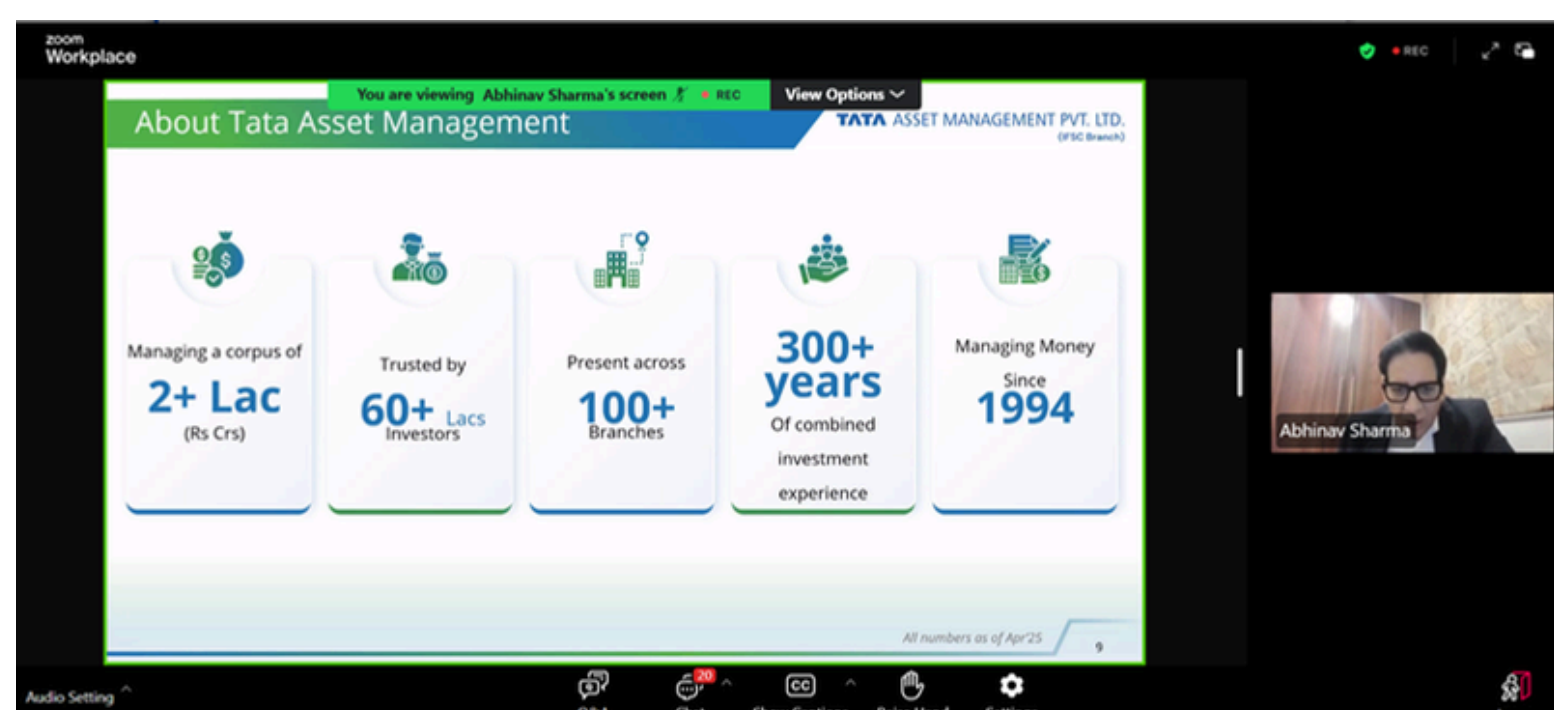 zoom
Workplace
REC
You are viewing Abhinav Sharma's screen REC
View Options
About Tata Asset Management
TATA ASSET MANAGEMENT PVT. LTD.
(IFSC Branch)
Managing a corpus of
2+ Lac
(Rs Crs)
Trusted by
60+ Lacs
Investors
Present across
100+
Branches
300+
years
Of combined
investment
experience
Managing Money
Since
1994
Abhinav Sharma
All numbers as of Apr'25
9
Audio Setting
20
CC